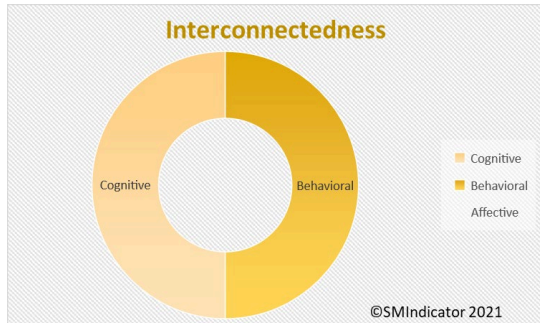 Interconnectedness
Cognitive
Behavioral
Cognitive
Behavioral
Affective
©SMIndicator 2021